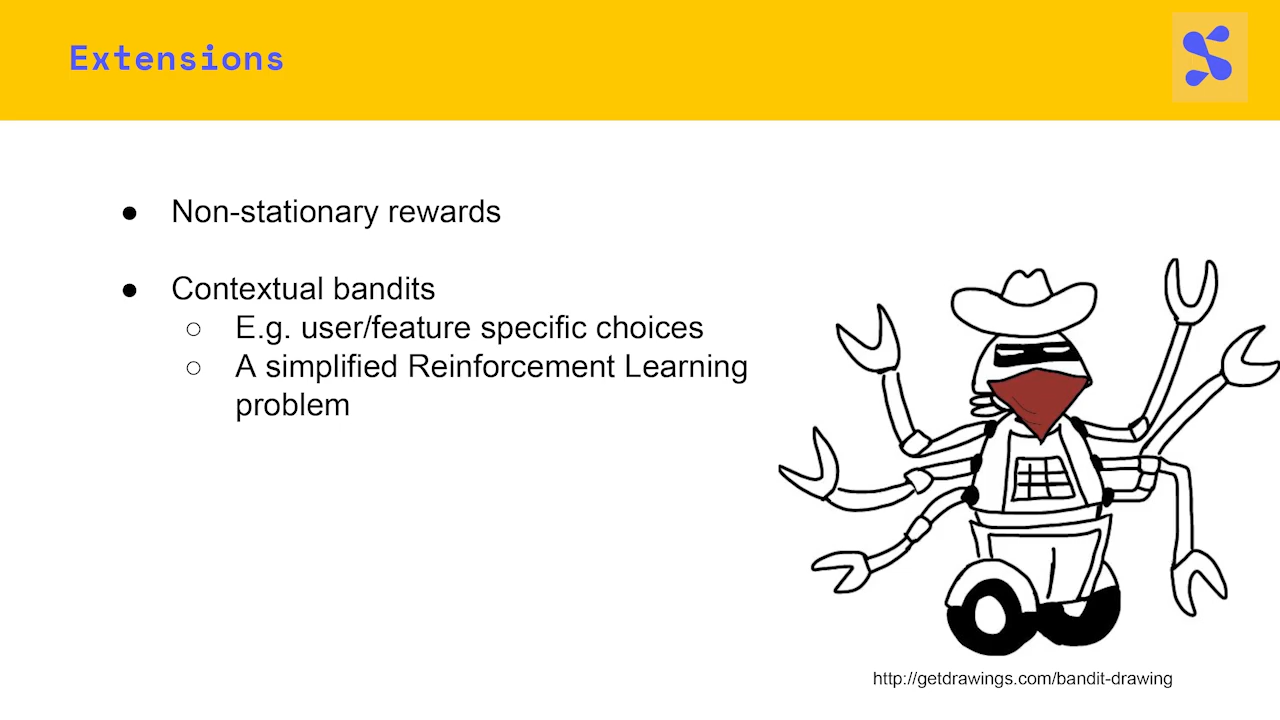 Extensions
● Non-stationary rewards
● Contextual bandits
○ E.g. user/feature specific choices
○ A simplified Reinforcement Learning
problem
http://getdrawings.com/bandit-drawing